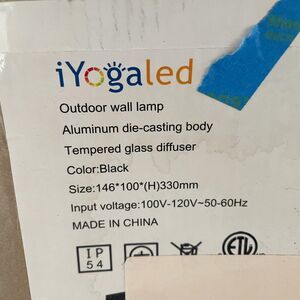 iYogaled
Outdoor wall lamp
Aluminum die-casting body
Tempered glass diffuser
Color:Black
Size:146*100*(H)330mm
Input voltage:100V-120V~50-60Hz
MADE IN CHINA
IP
54
ETL